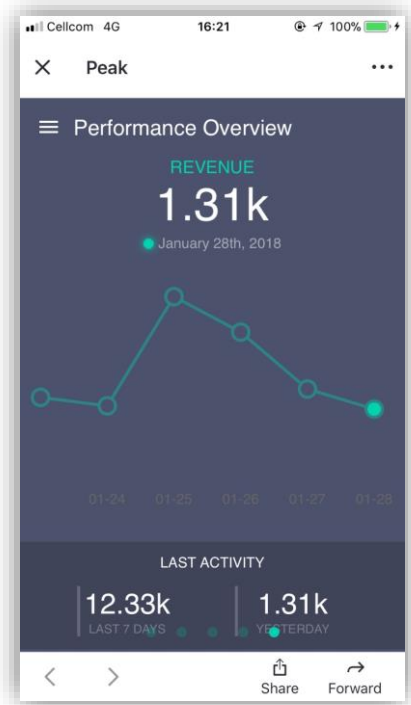 Cellcom 4G 16:21 100%
Peak
Performance Overview
REVENUE
1.31k
January 28th, 2018
01-24 01-25 01-26 01-27 01-28
LAST ACTIVITY
12.33k 1.31k
LAST 7 DAYS YESTERDAY
Share Forward